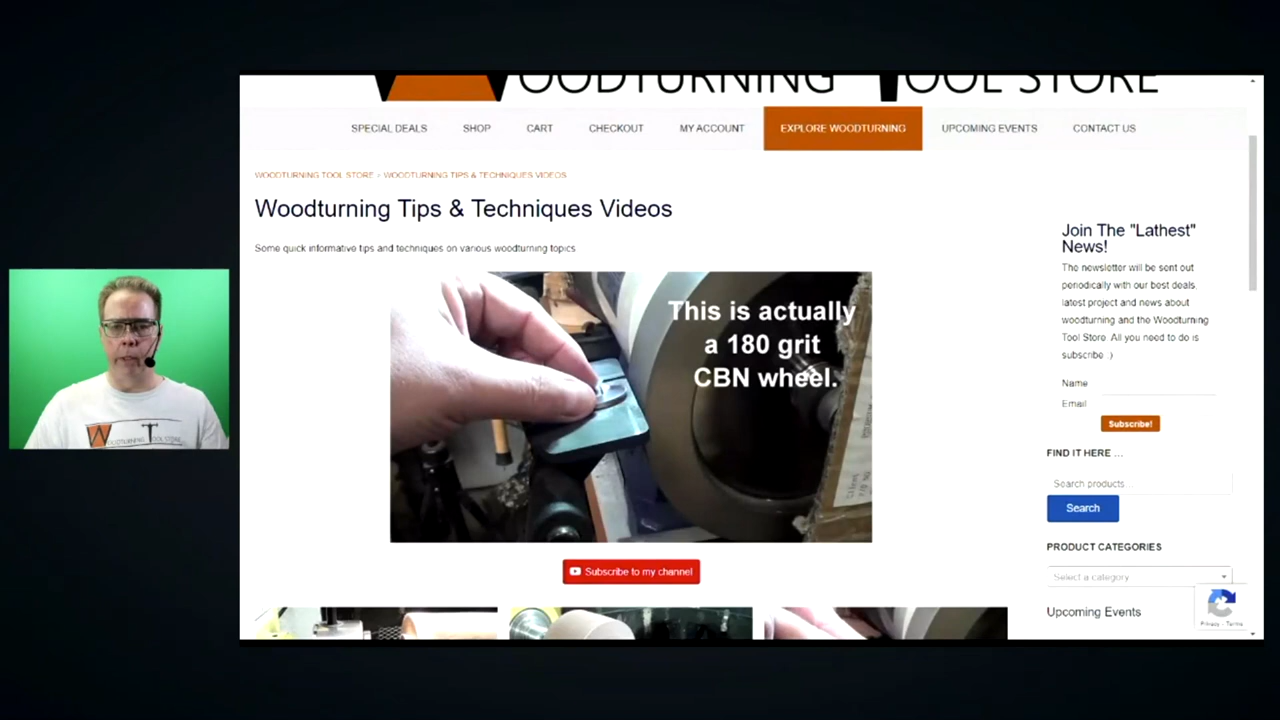 WOODTURNING TOOL STORE
SPECIAL DEALS SHOP CART CHECKOUT MY ACCOUNT EXPLORE WOODTURNING UPCOMING EVENTS CONTACT US
WOODTURNING TOOL STORE > WOODTURNING TIPS & TECHNIQUES VIDEOS
Woodturning Tips & Techniques Videos
Some quick informative tips and techniques on various woodturning topics
This is actually
a 180 grit
CBN wheel.
Subscribe to my channel
Join The "Lathest"
News!
The newsletter will be sent out
periodically with our best deals,
latest project and news about
woodturning and the Woodturning
Tool Store. All you need to do is
subscribe :)
Name
Email
Subscribe!
FIND IT HERE ...
Search products...
Search
PRODUCT CATEGORIES
Select a category
Upcoming Events
Privacy - Terms
WOODTURNING TOOL STORE